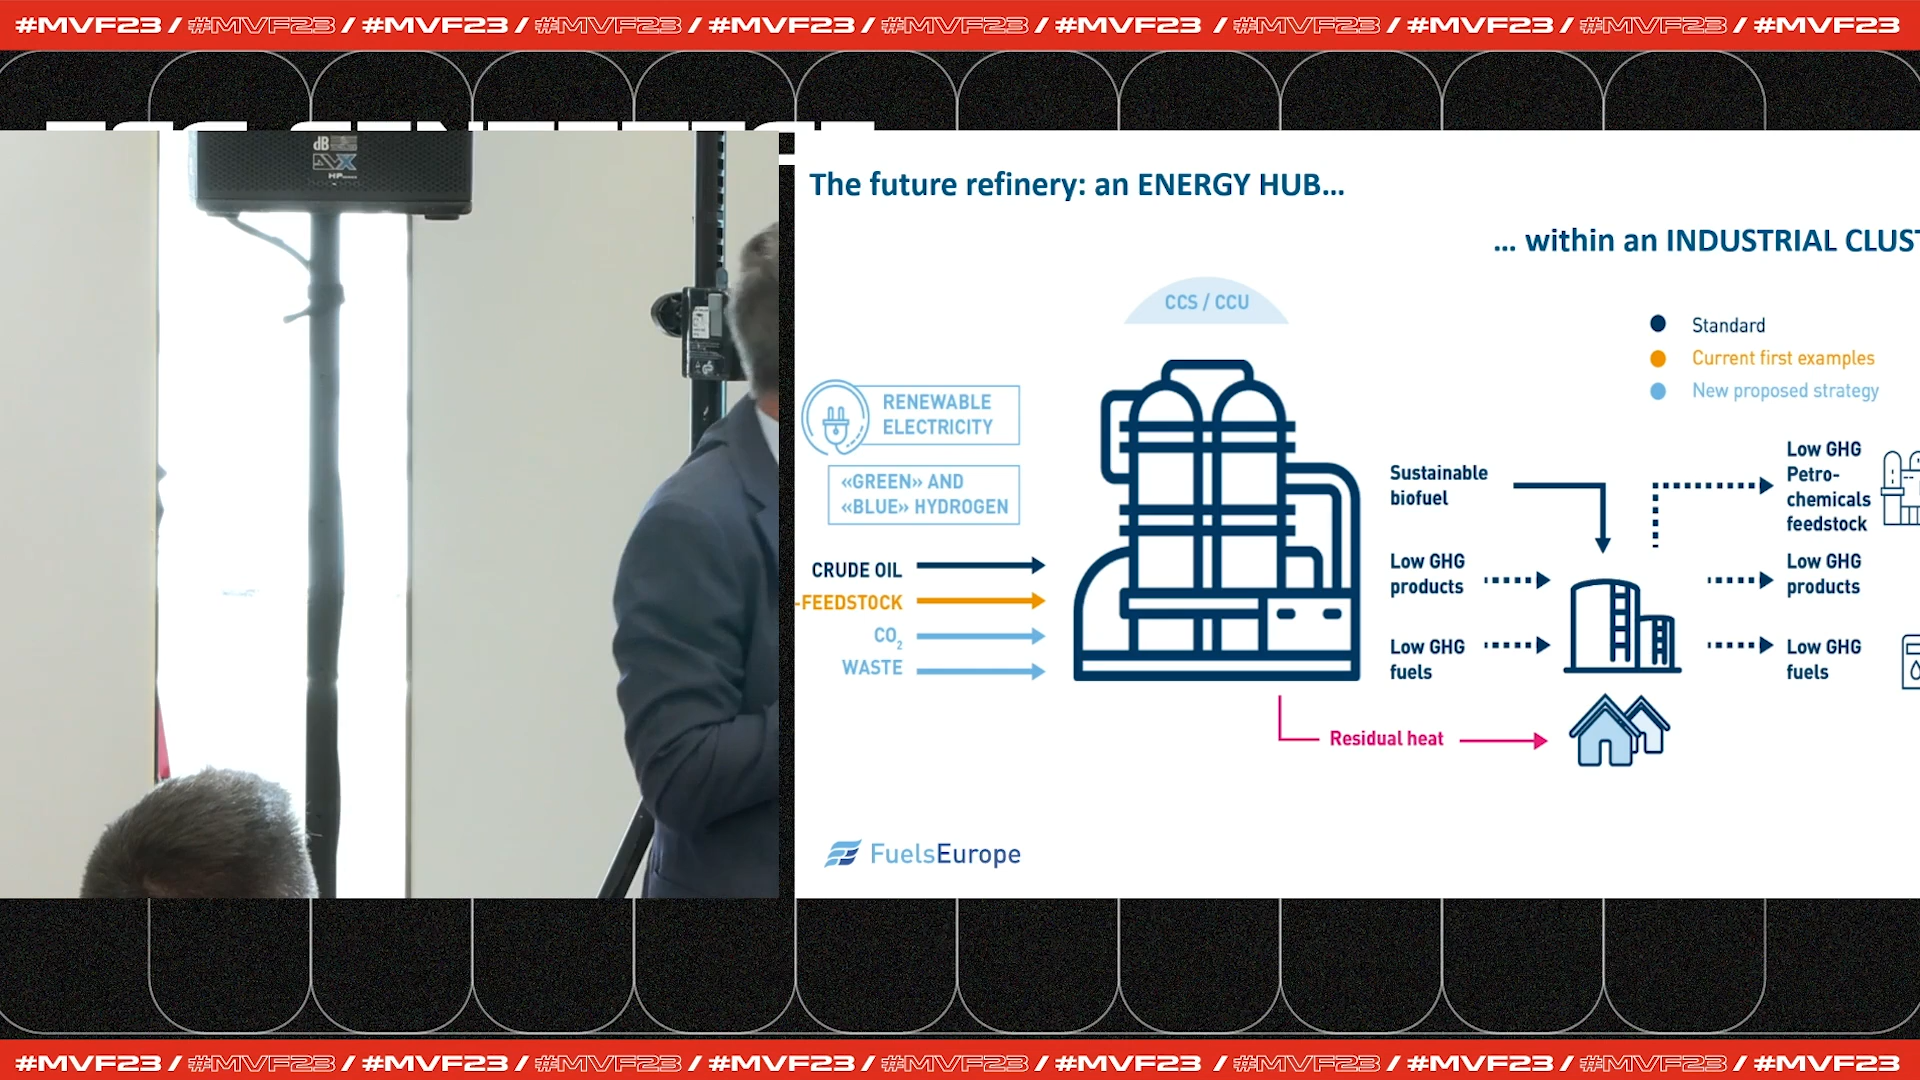 #MVF23 / #MVF23 / #MVF23 / #MVF23 / #MVF23 / #MVF23 / #MVF23 / #MVF23 / #MVF23 / #MVF23 / #MVF23
dB
HP
The future refinery: an ENERGY HUB...
... within an INDUSTRIAL CLUST
CCS / CCU
Standard
Current first examples
New proposed strategy
RENEWABLE
ELECTRICITY
«GREEN» AND
«BLUE» HYDROGEN
CRUDE OIL
-FEEDSTOCK
CO₂
WASTE
Sustainable
biofuel
Low GHG
products
Low GHG
fuels
Low GHG
Petro-
chemicals
feedstock
Low GHG
products
Low GHG
fuels
Residual heat
FuelsEurope
#MVF23 / #MVF23 / #MVF23 / #MVF23 / #MVF23 / #MVF23 / #MVF23 / #MVF23 / #MVF23 / #MVF23 / #MVF23